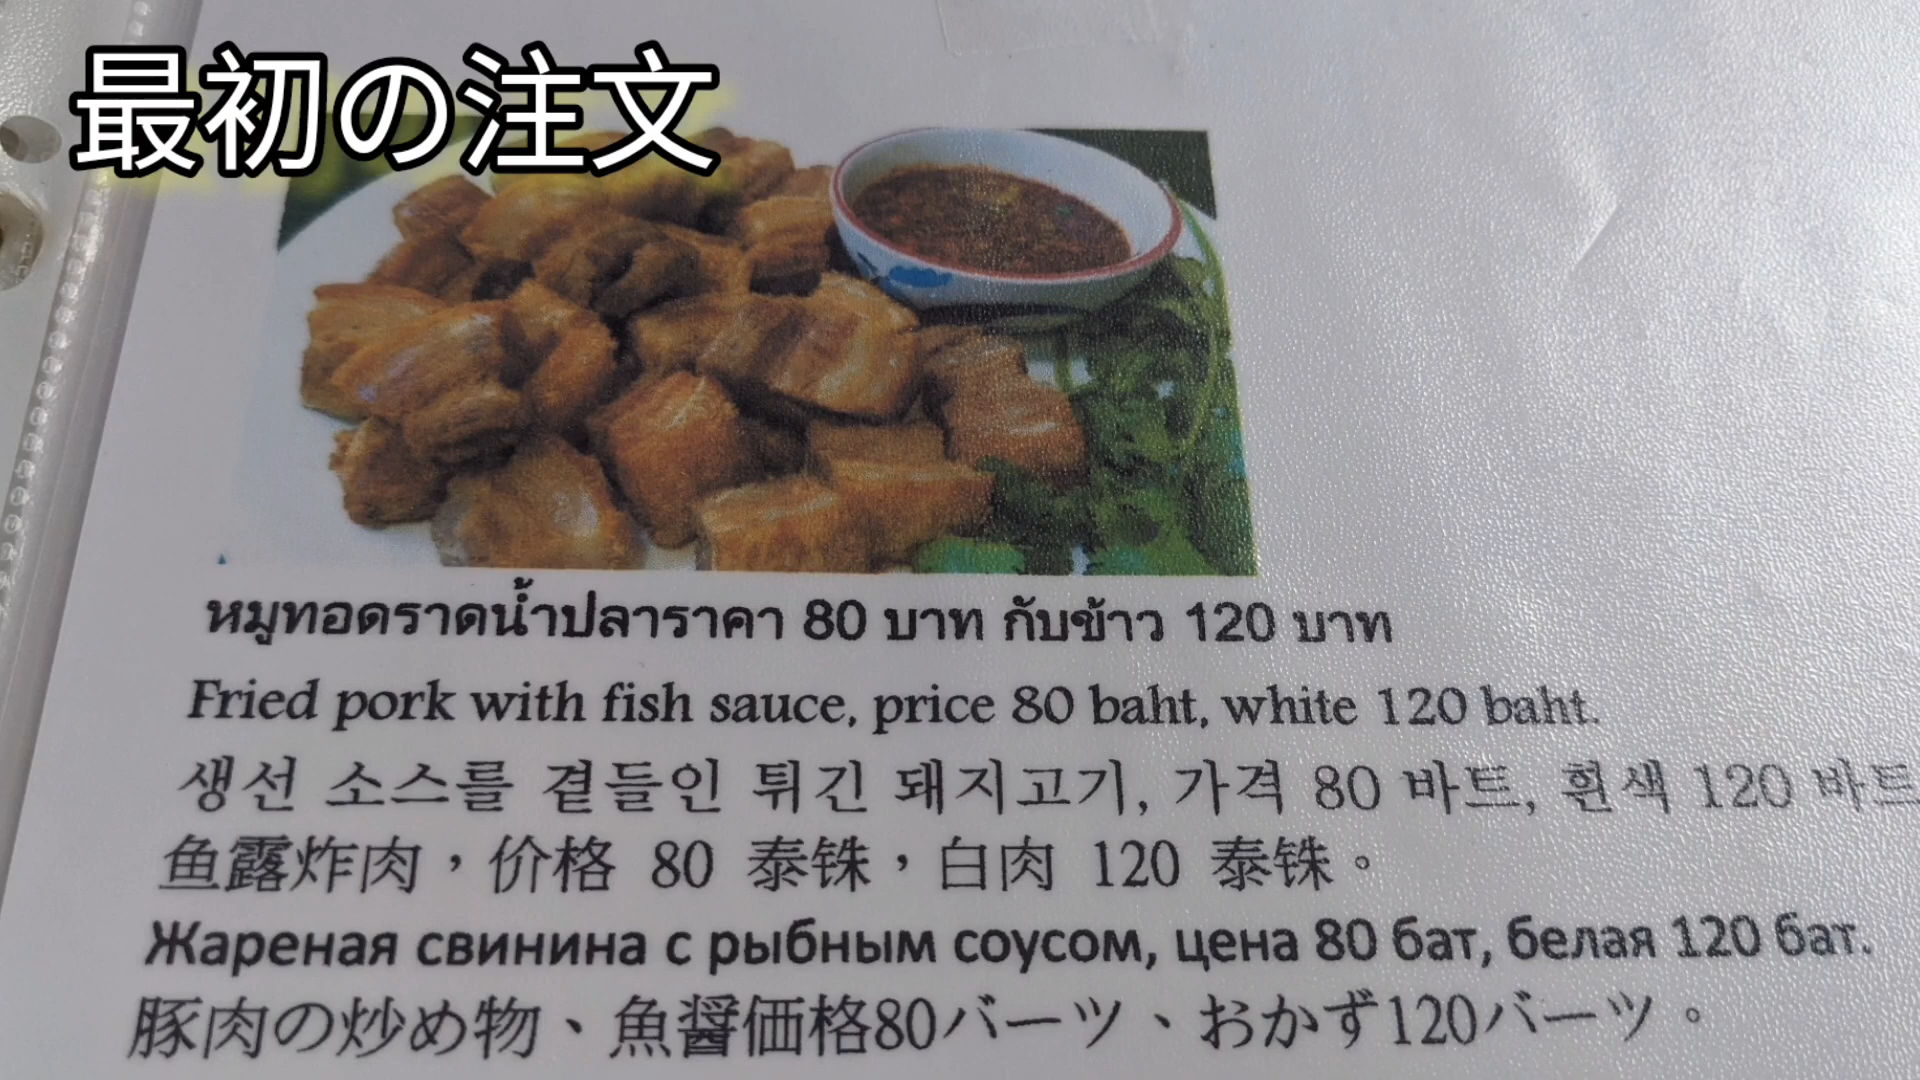 最初の注文
หมูทอดราดน้ำปลาราคา 80 บาท กับข้าว 120 บาท
Fried pork with fish sauce, price 80 baht, white 120 baht.
생선 소스를 곁들인 튀긴 돼지고기, 가격 80 바트, 흰색 120 바트
鱼露炸肉，价格 80 泰铢，白肉 120 泰铢。
Жареная свинина с рыбным соусом, цена 80 бат, белая 120 бат.
豚肉の炒め物、魚醤価格80バーツ、おかず120バーツ。